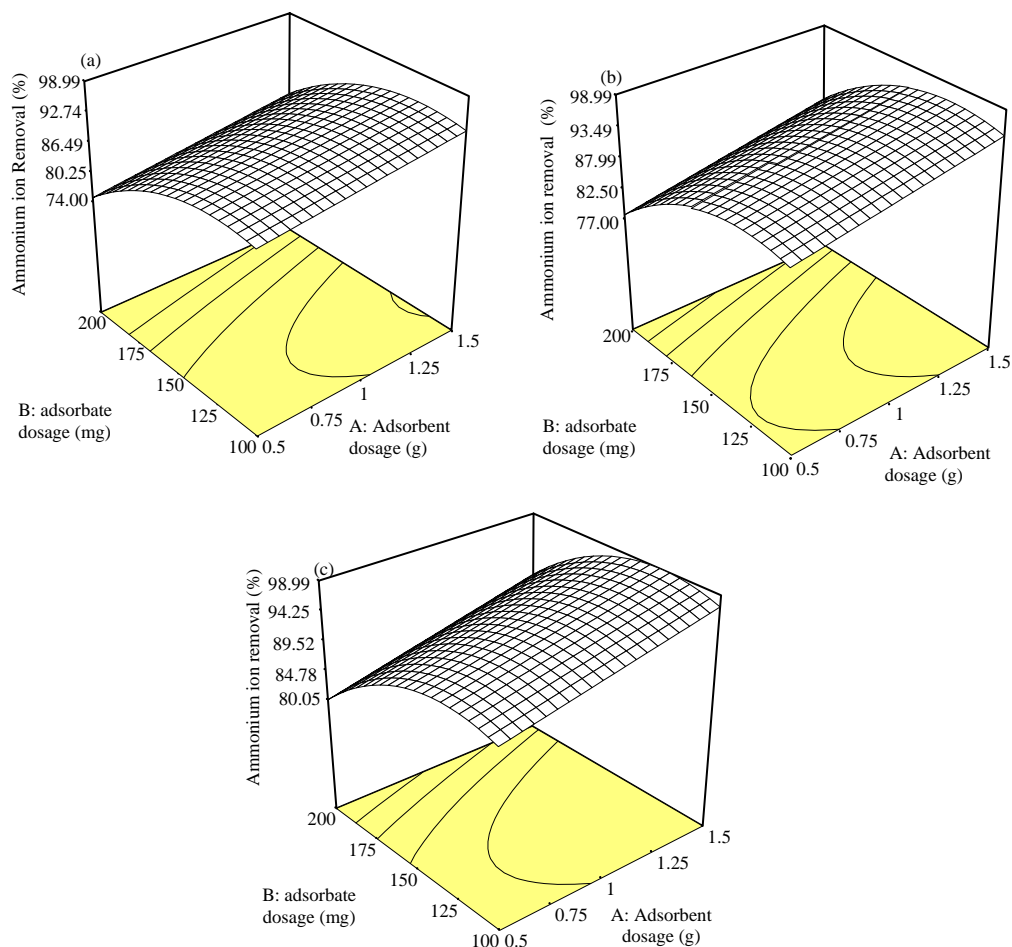 (a)
Ammonium ion Removal (%)
98.99
92.74
86.49
80.25
74.00
200
175
150
125
100
0.5
0.75
1
1.25
1.5
B: adsorbate
dosage (mg)
A: Adsorbent
dosage (g)
(b)
Ammonium ion removal (%)
98.99
93.49
87.99
82.50
77.00
200
175
150
125
100
0.5
0.75
1
1.25
1.5
B: adsorbate
dosage (mg)
A: Adsorbent
dosage (g)
(c)
Ammonium ion removal (%)
98.99
94.25
89.52
84.78
80.05
200
175
150
125
100
0.5
0.75
1
1.25
1.5
B: adsorbate
dosage (mg)
A: Adsorbent
dosage (g)